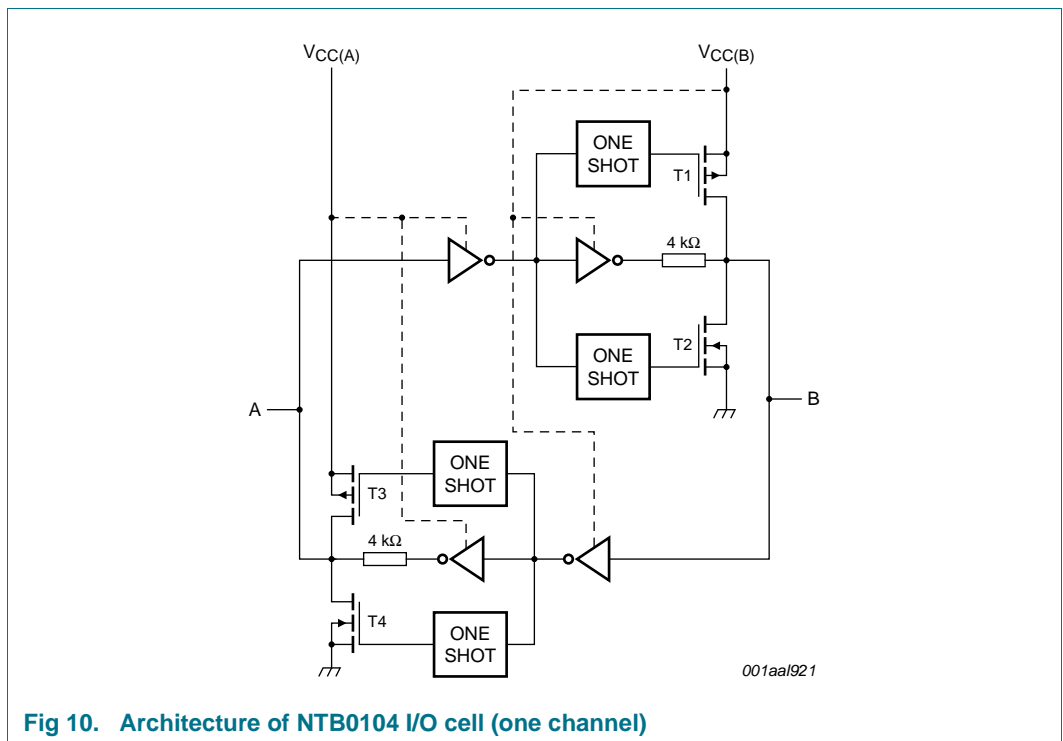 VCC(A)
VCC(B)
ONE
SHOT
T1
4 kΩ
ONE
SHOT
T2
A
B
ONE
SHOT
T3
4 kΩ
ONE
SHOT
T4
001aal921
Fig 10. Architecture of NTB0104 I/O cell (one channel)